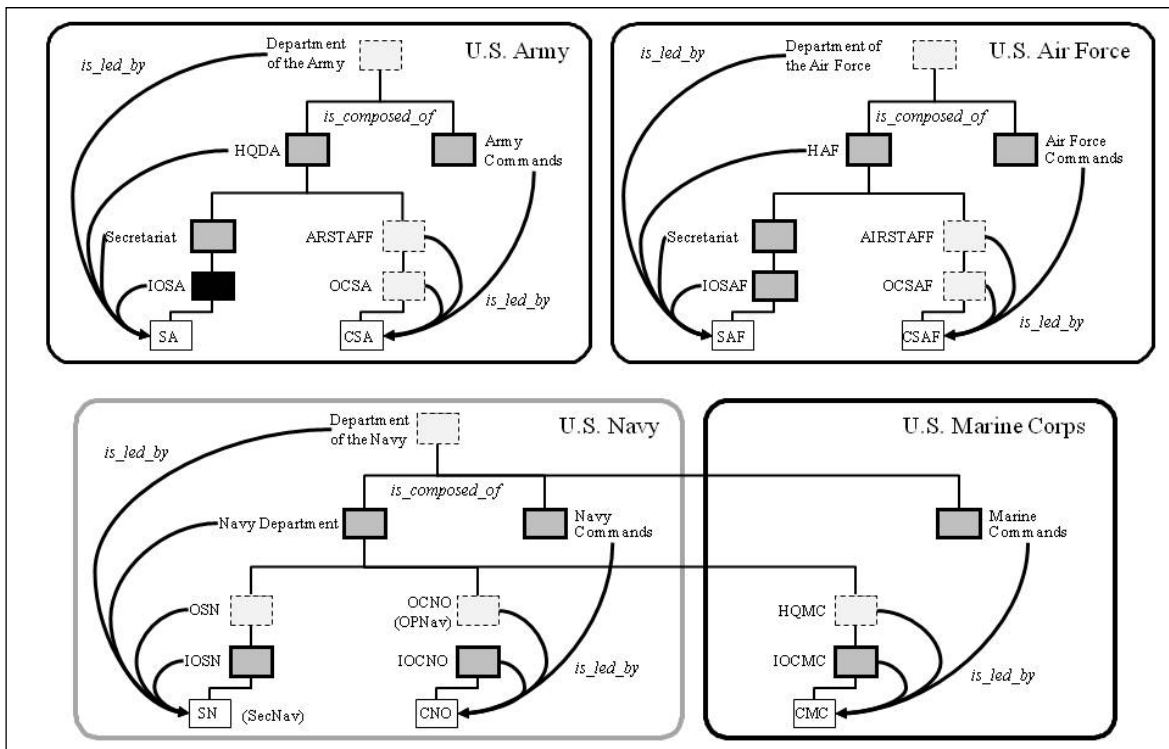 Department
of the Army
U.S. Army
is_led_by
is_composed_of
HQDA
Army
Commands
Secretariat
ARSTAFF
IOSA
OCSA
is_led_by
SA
CSA
Department of
the Air Force
U.S. Air Force
is_led_by
is_composed_of
HAF
Air Force
Commands
Secretariat
AIRSTAFF
IOSAF
OCSAF
is_led_by
SAF
CSAF
Department
of the Navy
U.S. Navy
is_led_by
is_composed_of
Navy Department
Navy
Commands
OSN
OCNO
(OPNav)
IOSN
IOCNO
is_led_by
SN
(SecNav)
CNO
U.S. Marine Corps
Marine
Commands
HQMC
IOCMC
is_led_by
CMC